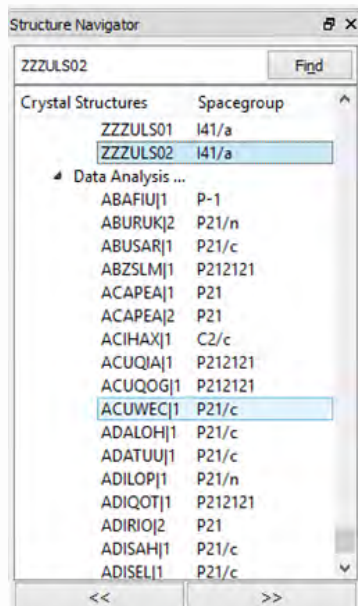 Structure Navigator
ZZZULS02 Find
Crystal Structures Spacegroup
ZZZULS01 I41/a
ZZZULS02 I41/a
Data Analysis ...
ABAFIU|1 P-1
ABURUK|2 P21/n
ABUSAR|1 P21/c
ABZSLM|1 P212121
ACAPEA|1 P21
ACAPEA|2 P21
ACIHAX|1 C2/c
ACUQIA|1 P212121
ACUQOG|1 P212121
ACUWEC|1 P21/c
ADALOH|1 P21/c
ADATUU|1 P21/c
ADILOP|1 P21/n
ADIQOT|1 P212121
ADIRIO|2 P21
ADISAH|1 P21/c
ADISEL|1 P21/c
<< >>